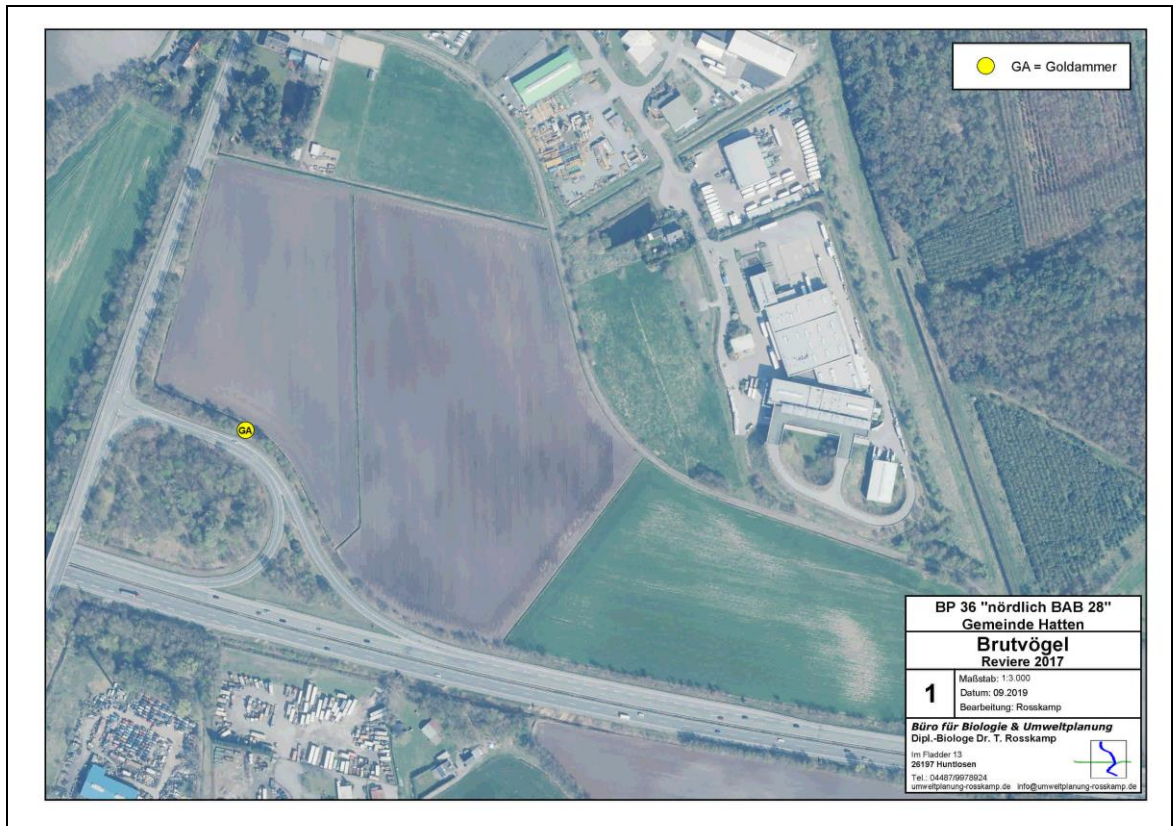 GA = Goldammer
GA
BP 36 "nördlich BAB 28"
Gemeinde Hatten
Brutvögel
Reviere 2017
1
Maßstab: 1:3.000
Datum: 09.2019
Bearbeitung: Rosskamp
Büro für Biologie & Umweltplanung
Dipl.-Biologe Dr. T. Rosskamp
Im Fladder 13
26197 Huntlosen
Tel.: 04487/9978924
umweltplanung-rosskamp.de info@umweltplanung-rosskamp.de